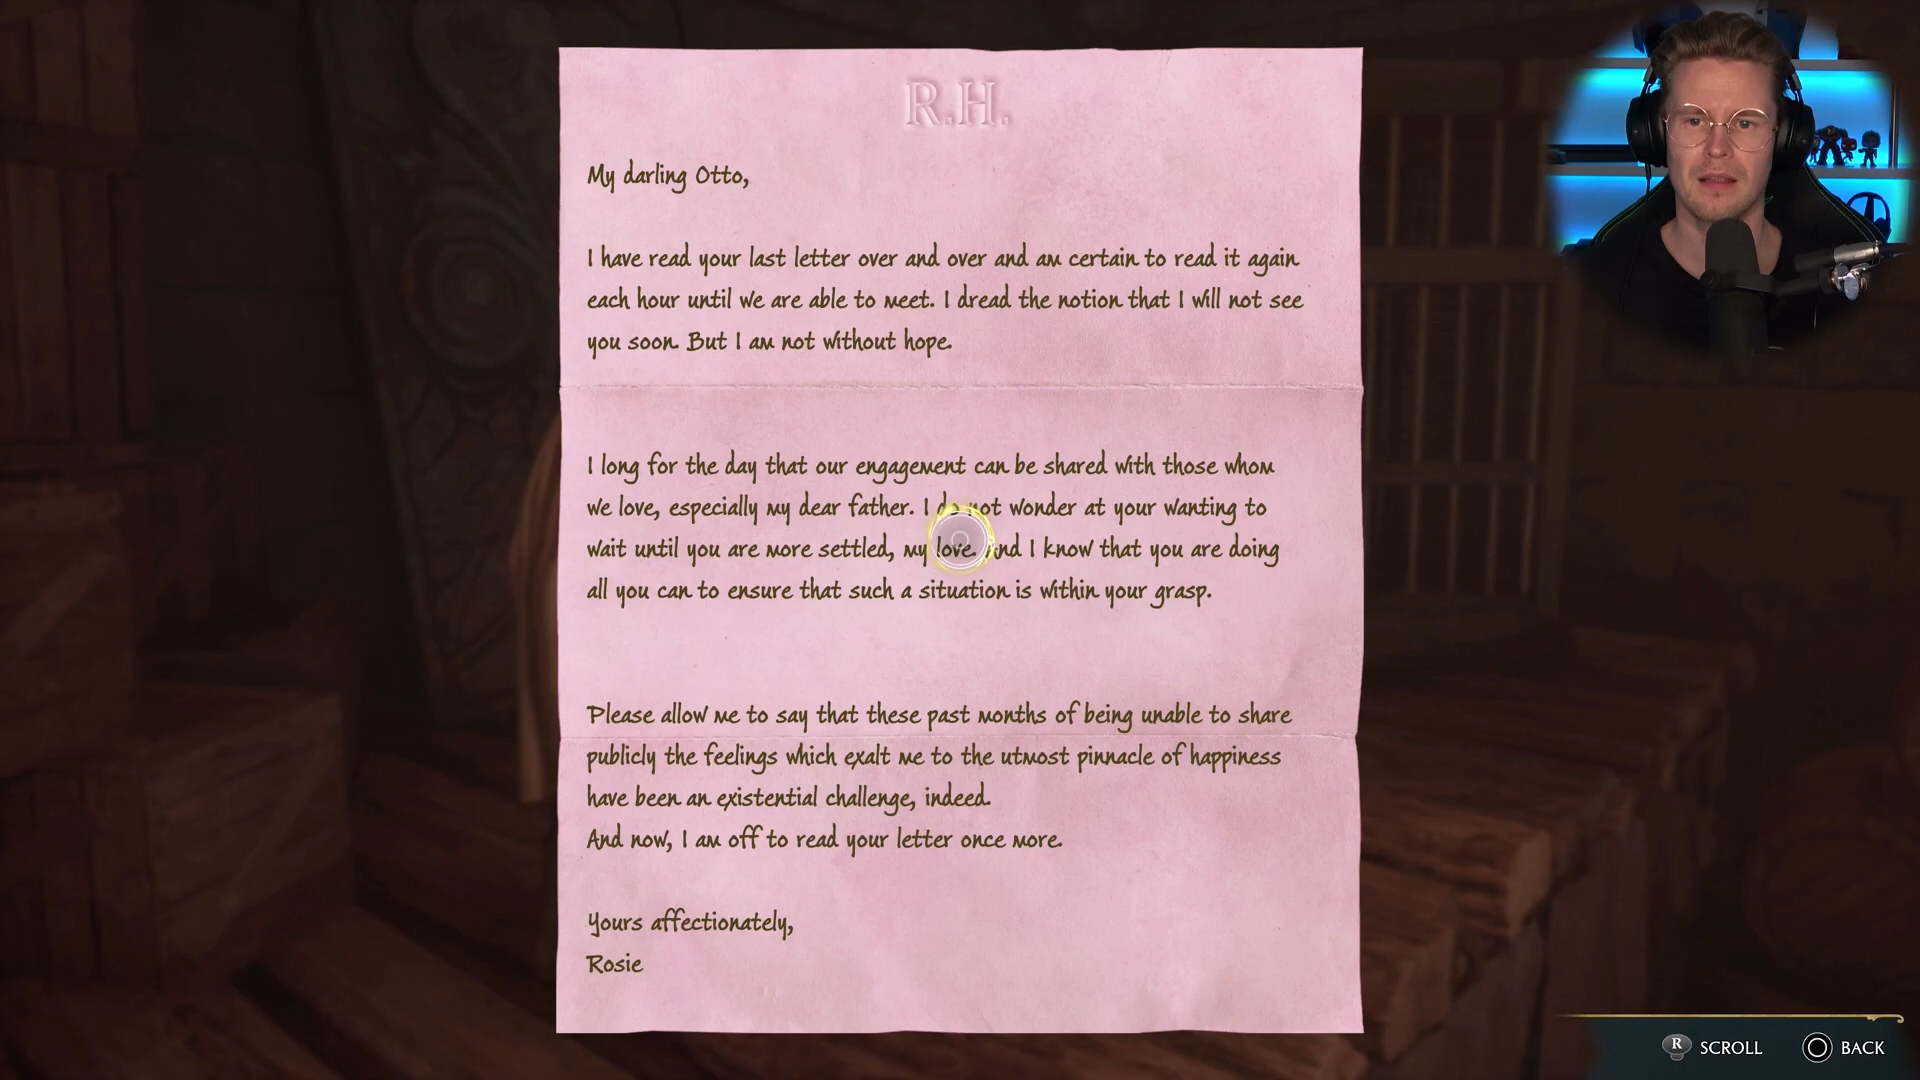 R.H.
My darling Otto,
I have read your last letter over and over and am certain to read it again
each hour until we are able to meet. I dread the notion that I will not see
you soon. But I am not without hope.
I long for the day that our engagement can be shared with those whom
we love, especially my dear father. I do not wonder at your wanting to
wait until you are more settled, my love. And I know that you are doing
all you can to ensure that such a situation is within your grasp.
Please allow me to say that these past months of being unable to share
publicly the feelings which exalt me to the utmost pinnacle of happiness
have been an existential challenge, indeed.
And now, I am off to read your letter once more.
Yours affectionately,
Rosie
R SCROLL BACK